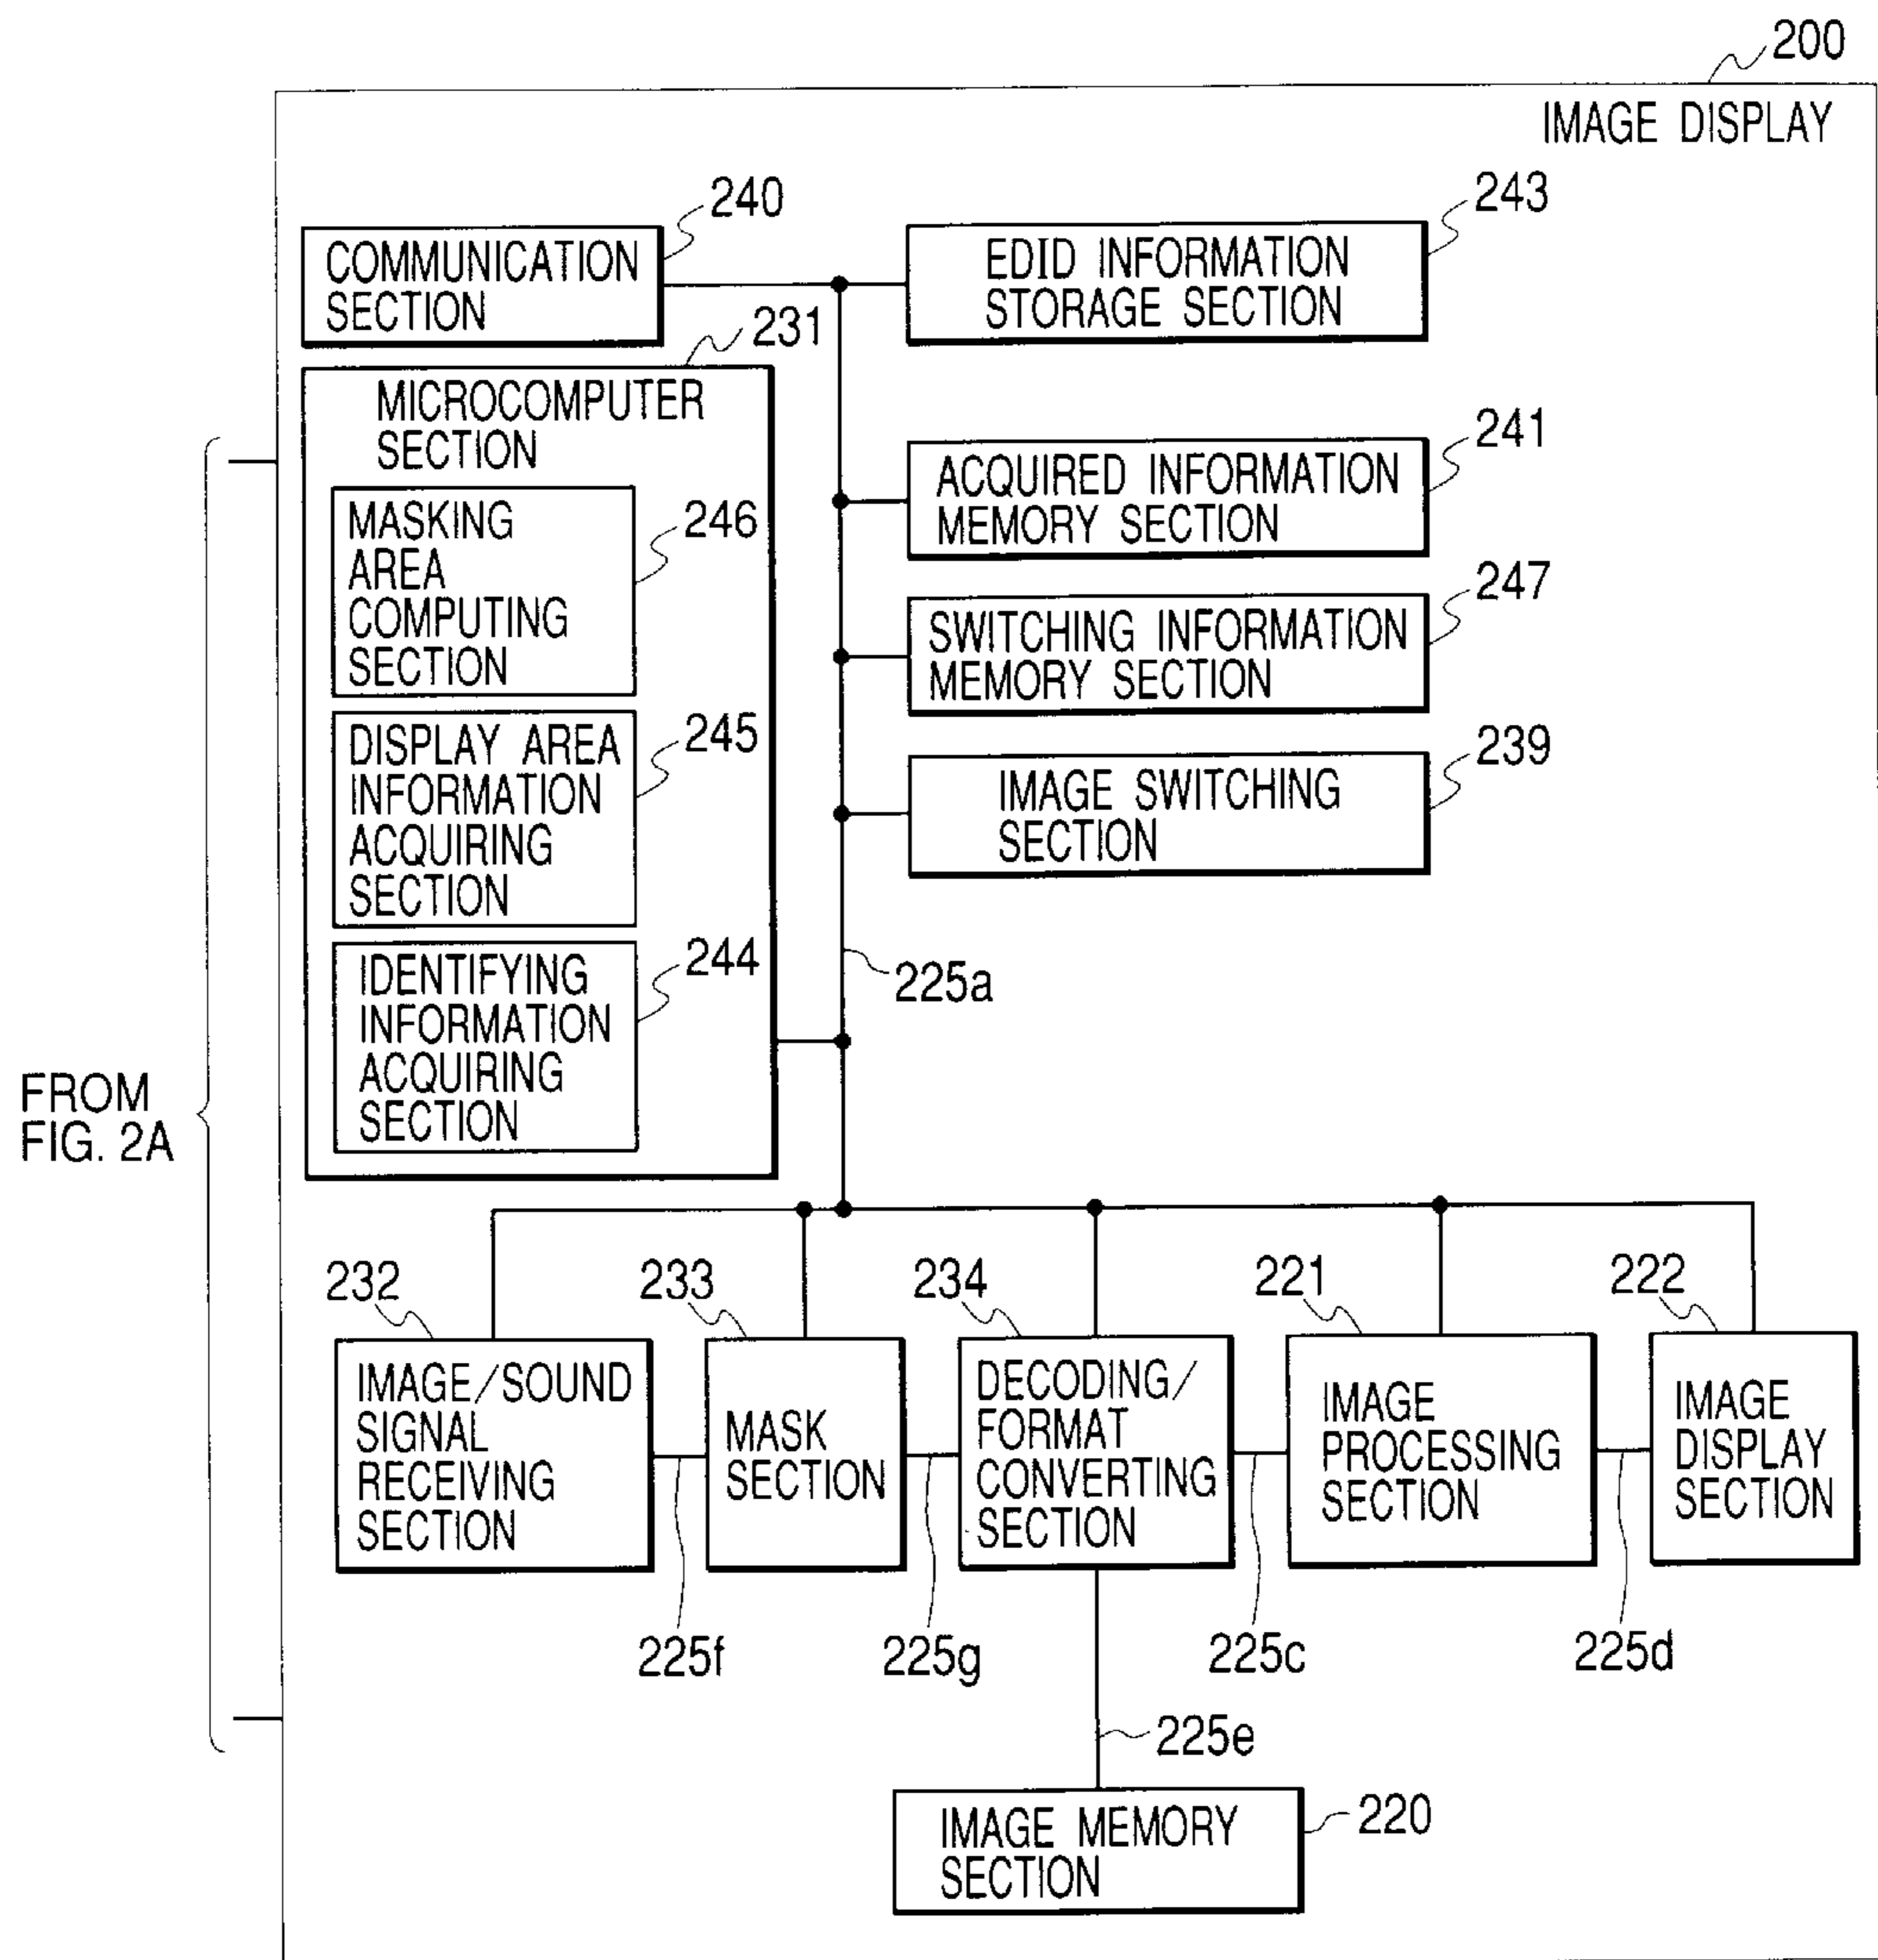 200
IMAGE DISPLAY
240
COMMUNICATION
SECTION
243
EDID INFORMATION
STORAGE SECTION
231
MICROCOMPUTER
SECTION
246
MASKING
AREA
COMPUTING
SECTION
245
DISPLAY AREA
INFORMATION
ACQUIRING
SECTION
244
IDENTIFYING
INFORMATION
ACQUIRING
SECTION
241
ACQUIRED INFORMATION
MEMORY SECTION
247
SWITCHING INFORMATION
MEMORY SECTION
239
IMAGE SWITCHING
SECTION
225a
FROM
FIG. 2A
232
IMAGE/SOUND
SIGNAL
RECEIVING
SECTION
233
MASK
SECTION
234
DECODING/
FORMAT
CONVERTING
SECTION
221
IMAGE
PROCESSING
SECTION
222
IMAGE
DISPLAY
SECTION
225f
225g
225c
225d
225e
220
IMAGE MEMORY
SECTION